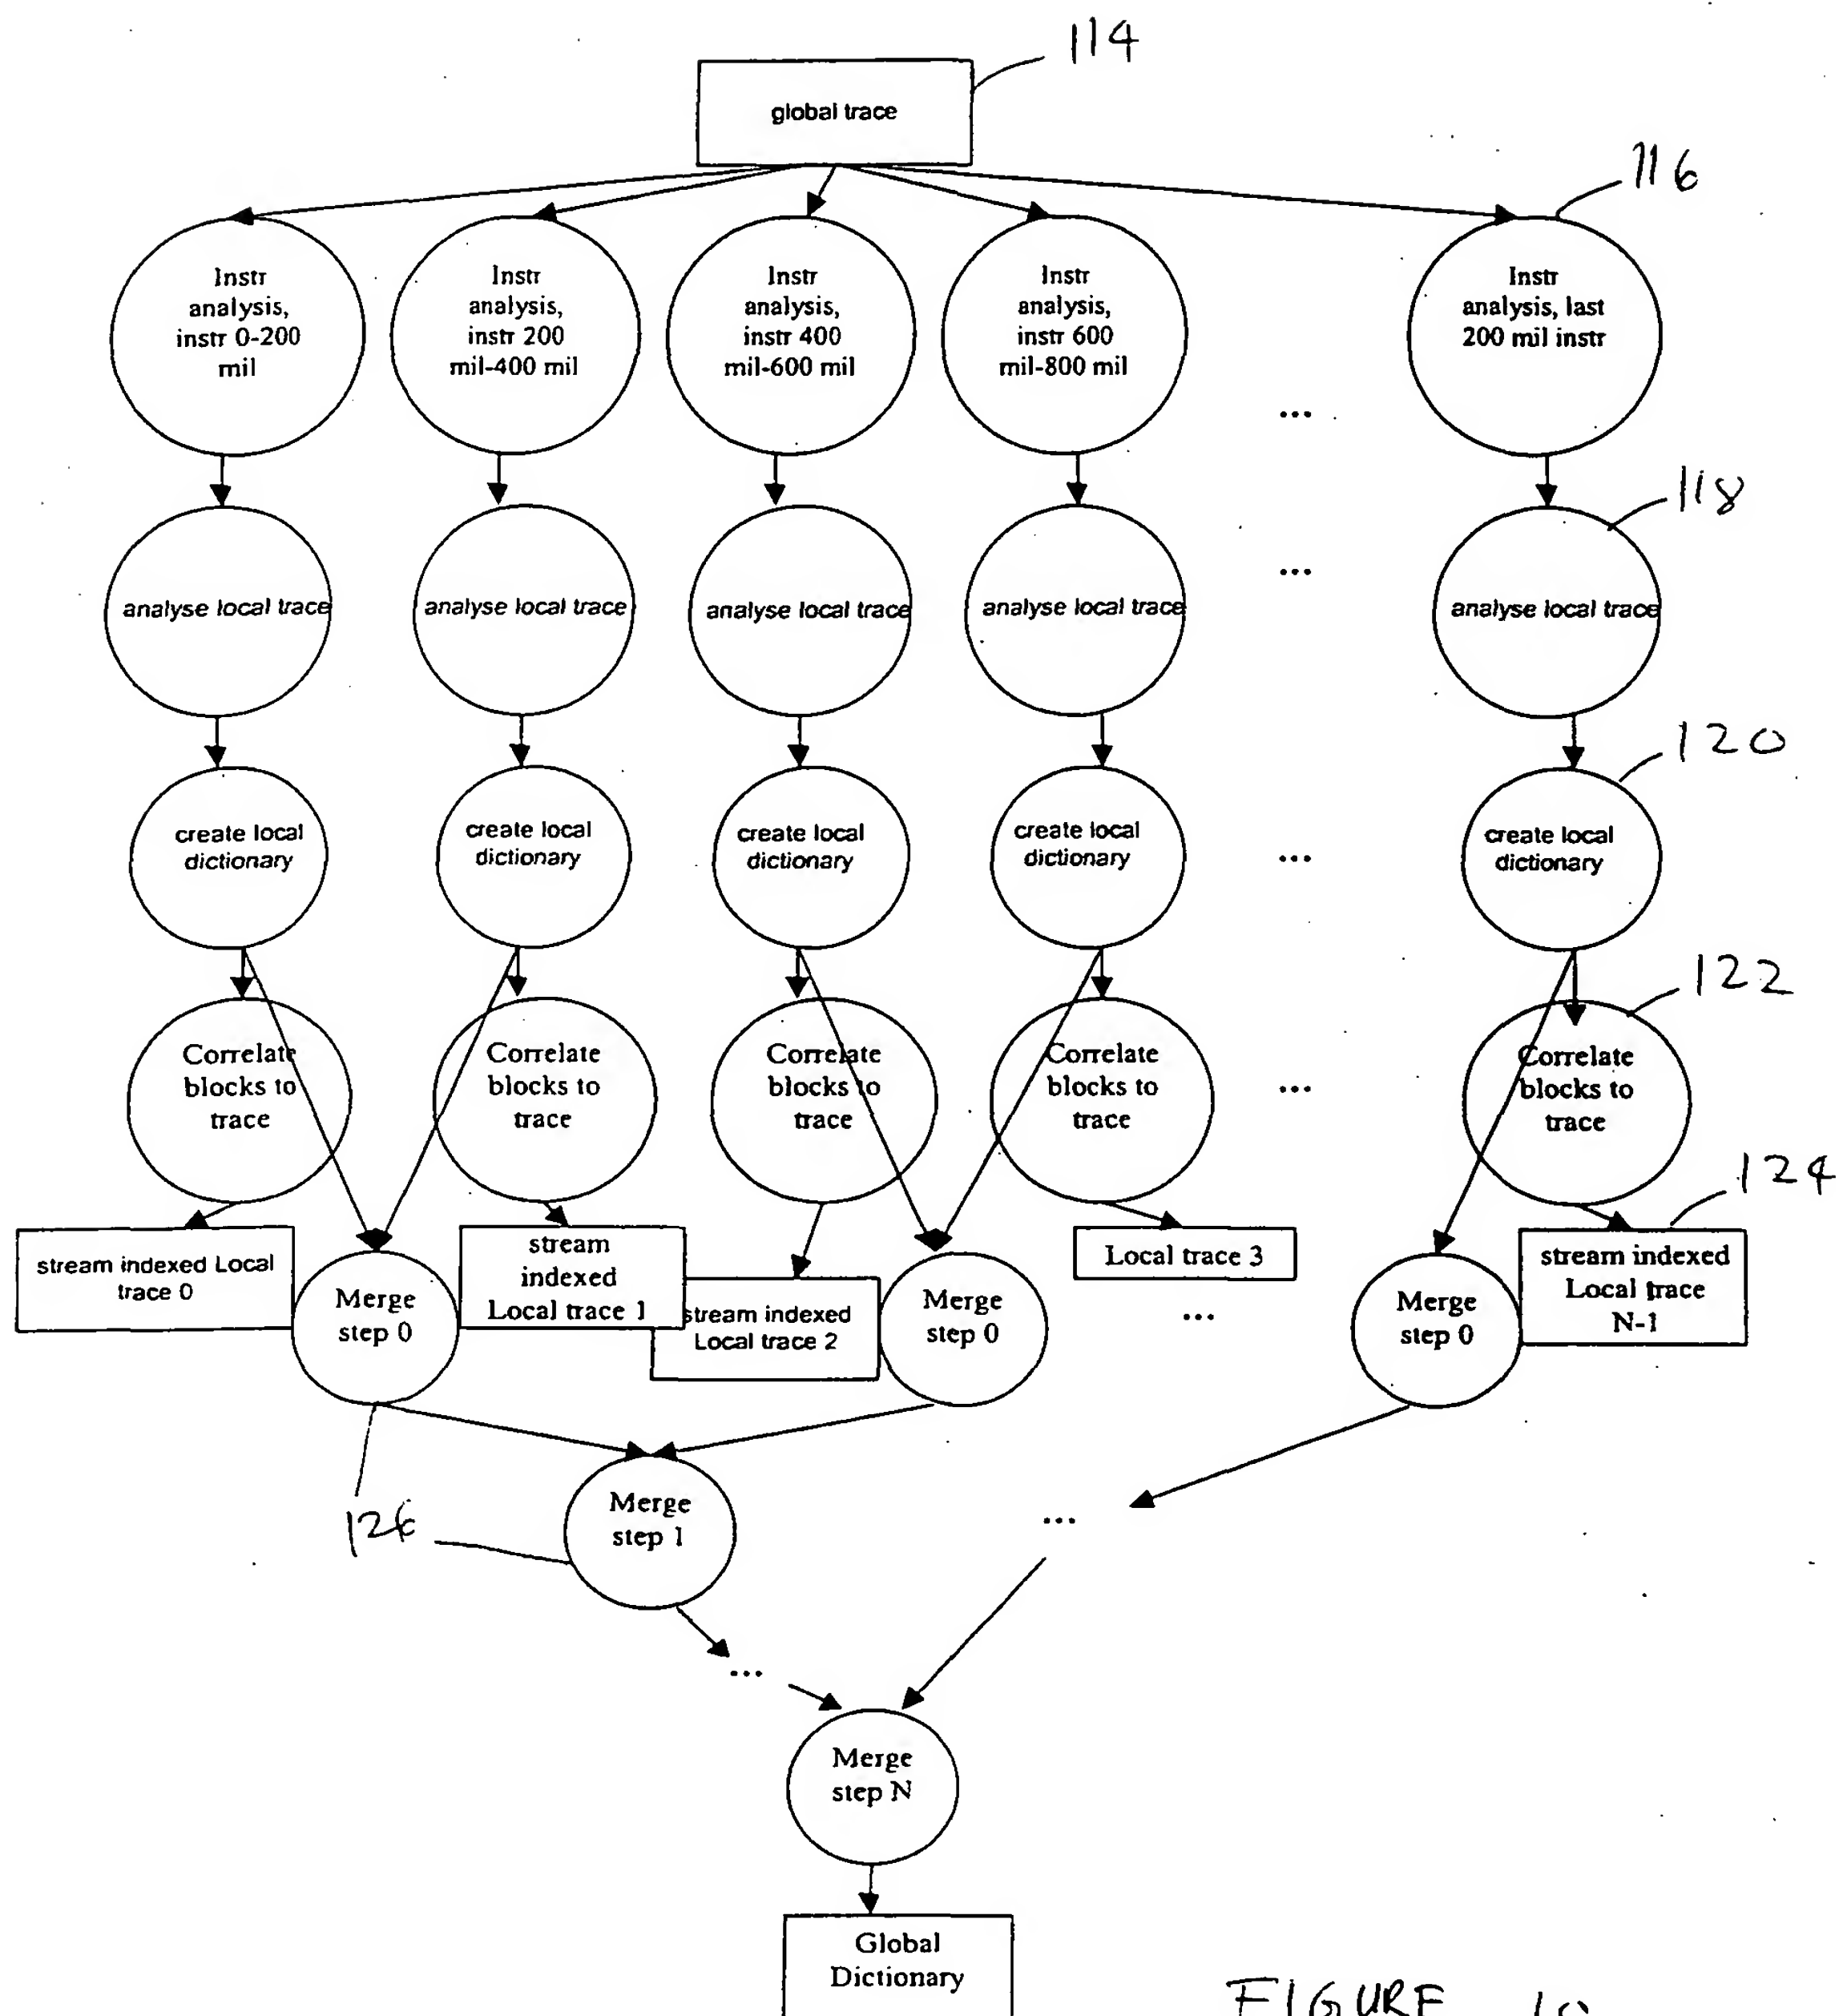 114
global trace
116
Instr
analysis,
instr 0-200
mil
Instr
analysis,
instr 200
mil-400 mil
Instr
analysis,
instr 400
mil-600 mil
Instr
analysis,
instr 600
mil-800 mil
...
Instr
analysis, last
200 mil instr
118
analyse local trace
analyse local trace
analyse local trace
analyse local trace
...
analyse local trace
120
create local
dictionary
create local
dictionary
create local
dictionary
create local
dictionary
...
create local
dictionary
122
Correlate
blocks to
trace
Correlate
blocks to
trace
Correlate
blocks to
trace
Correlate
blocks to
trace
...
Correlate
blocks to
trace
124
stream indexed Local
trace 0
Merge
step 0
stream
indexed
Local trace 1
stream indexed
Local trace 2
Merge
step 0
Local trace 3
...
Merge
step 0
stream indexed
Local trace
N-1
126
Merge
step 1
...
...
Merge
step N
Global
Dictionary
FIGURE